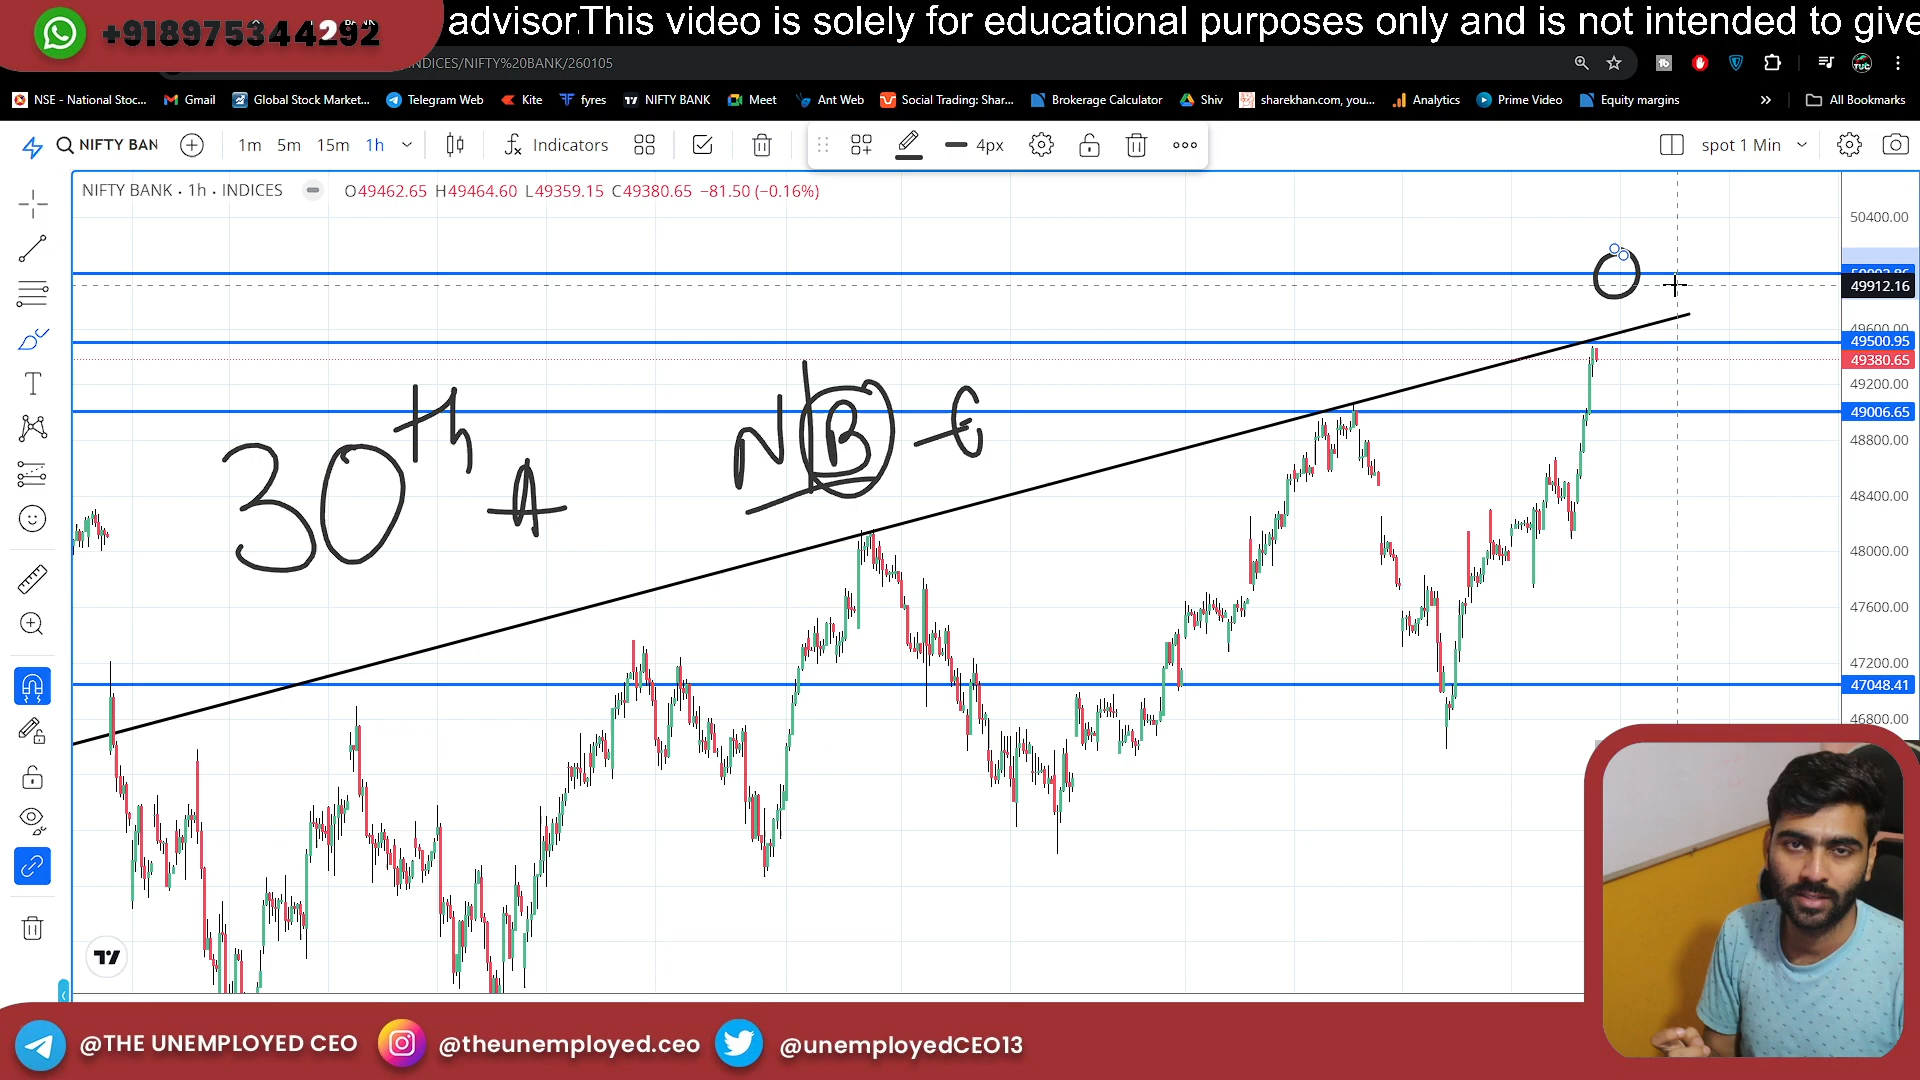 advisor.This video is solely for educational purposes only and is not intended to give
+918975344292
INDICES/NIFTY%20BANK/260105
NSE - National Stoc... Gmail Global Stock Market... Telegram Web Kite fyres NIFTY BANK Meet Ant Web Social Trading: Shar... Brokerage Calculator Shiv sharekhan.com, you... Analytics Prime Video Equity margins » All Bookmarks
NIFTY BAN 1m 5m 15m 1h Indicators 4px spot 1 Min
NIFTY BANK · 1h · INDICES O49462.65 H49464.60 L49359.15 C49380.65 −81.50 (−0.16%)
50400.00
49912.16
49600.00
49500.95
49380.65
49200.00
49006.65
48800.00
48400.00
48000.00
47600.00
47200.00
47048.41
46800.00
30th A
NB
@THE UNEMPLOYED CEO @theunemployed.ceo @unemployedCEO13